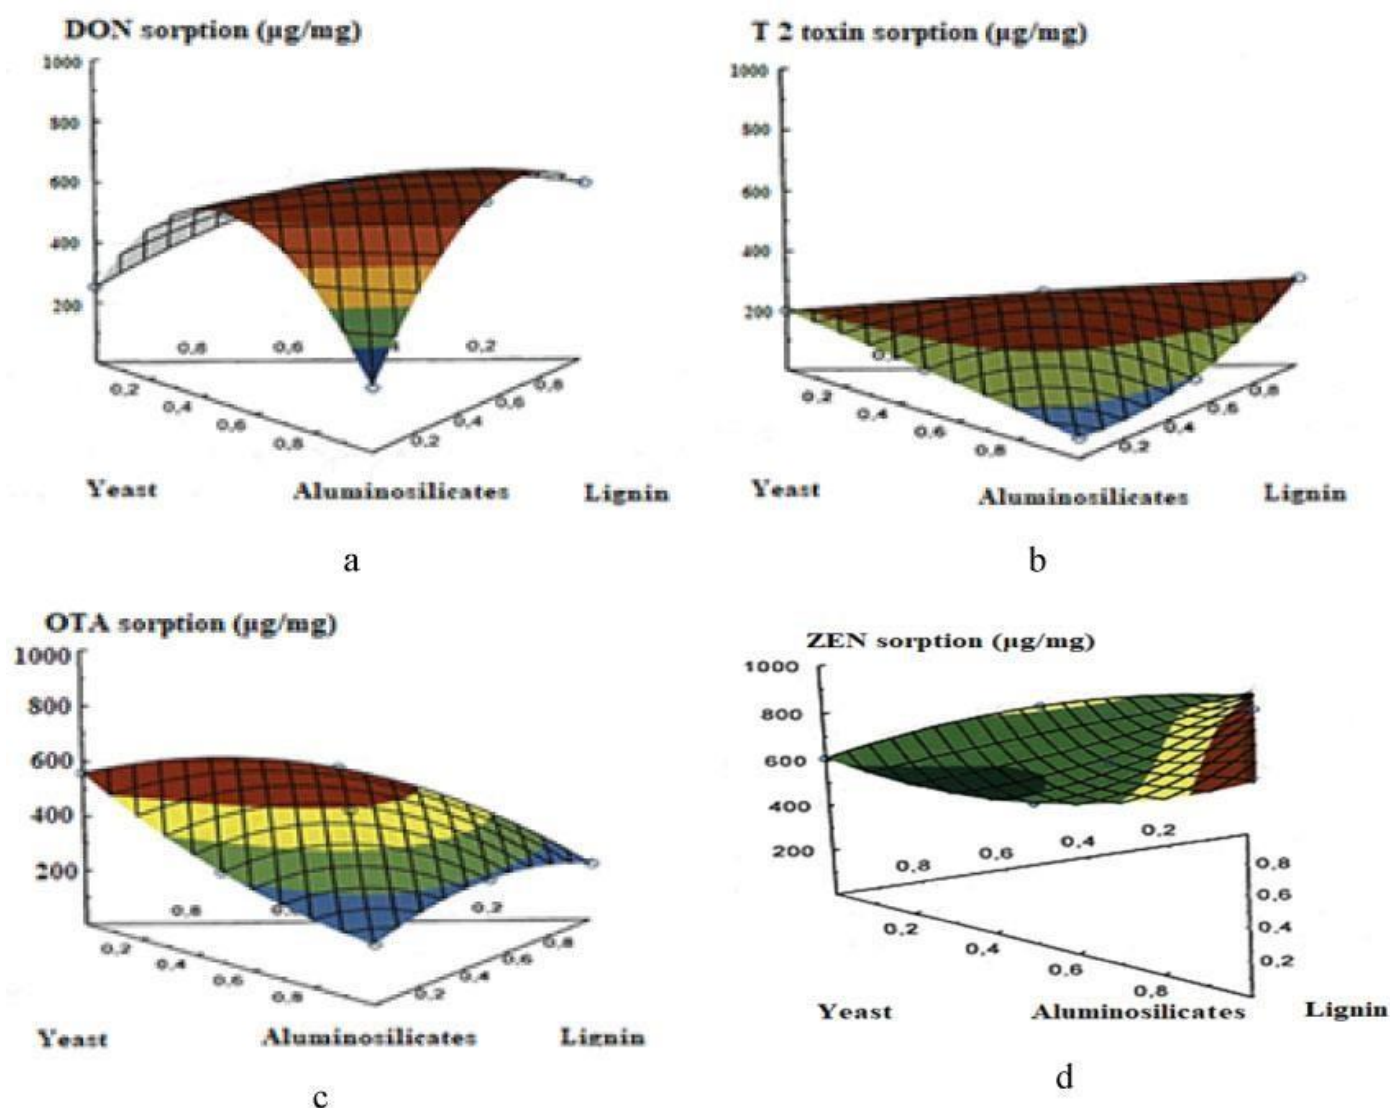 DON sorption (µg/mg)
1000
800
600
400
200
0,8 0,6 4 0,2
0,2 0,4 0,6 0,8
0,2 0,4 0,6 0,8
Yeast Aluminosilicates Lignin
a
T 2 toxin sorption (µg/mg)
1000
800
600
400
200
0,2 0,4 0,6 0,8
0,2 0,4 0,6 0,8
Yeast Aluminosilicates Lignin
b
OTA sorption (µg/mg)
1000
800
600
400
200
0,8 0,2
0,2 0,4 0,6 0,8
0,2 0,4 0,6 0,8
Yeast Aluminosilicates Lignin
c
ZEN sorption (µg/mg)
1000
800
600
400
200
0,8 0,6 0,4 0,2
0,2 0,4 0,6 0,8
0,8
0,6
0,4
0,2
Yeast Aluminosilicates Lignin
d